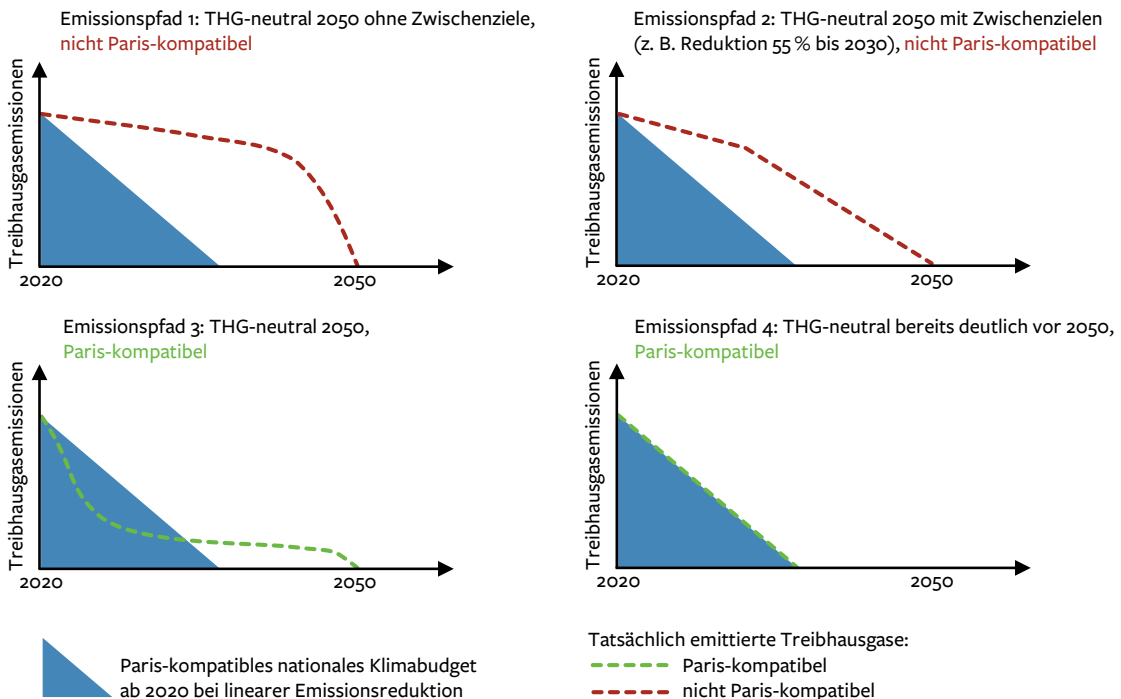 Emissionspfad 1: THG-neutral 2050 ohne Zwischenziele,
nicht Paris-kompatibel
Treibhausgasemissionen
2020
2050
Emissionspfad 2: THG-neutral 2050 mit Zwischenzielen
(z. B. Reduktion 55 % bis 2030), nicht Paris-kompatibel
Treibhausgasemissionen
2020
2050
Emissionspfad 3: THG-neutral 2050,
Paris-kompatibel
Treibhausgasemissionen
2020
2050
Emissionspfad 4: THG-neutral bereits deutlich vor 2050,
Paris-kompatibel
Treibhausgasemissionen
2020
2050
Paris-kompatibles nationales Klimabudget
ab 2020 bei linearer Emissionsreduktion
Tatsächlich emittierte Treibhausgase:
Paris-kompatibel
nicht Paris-kompatibel